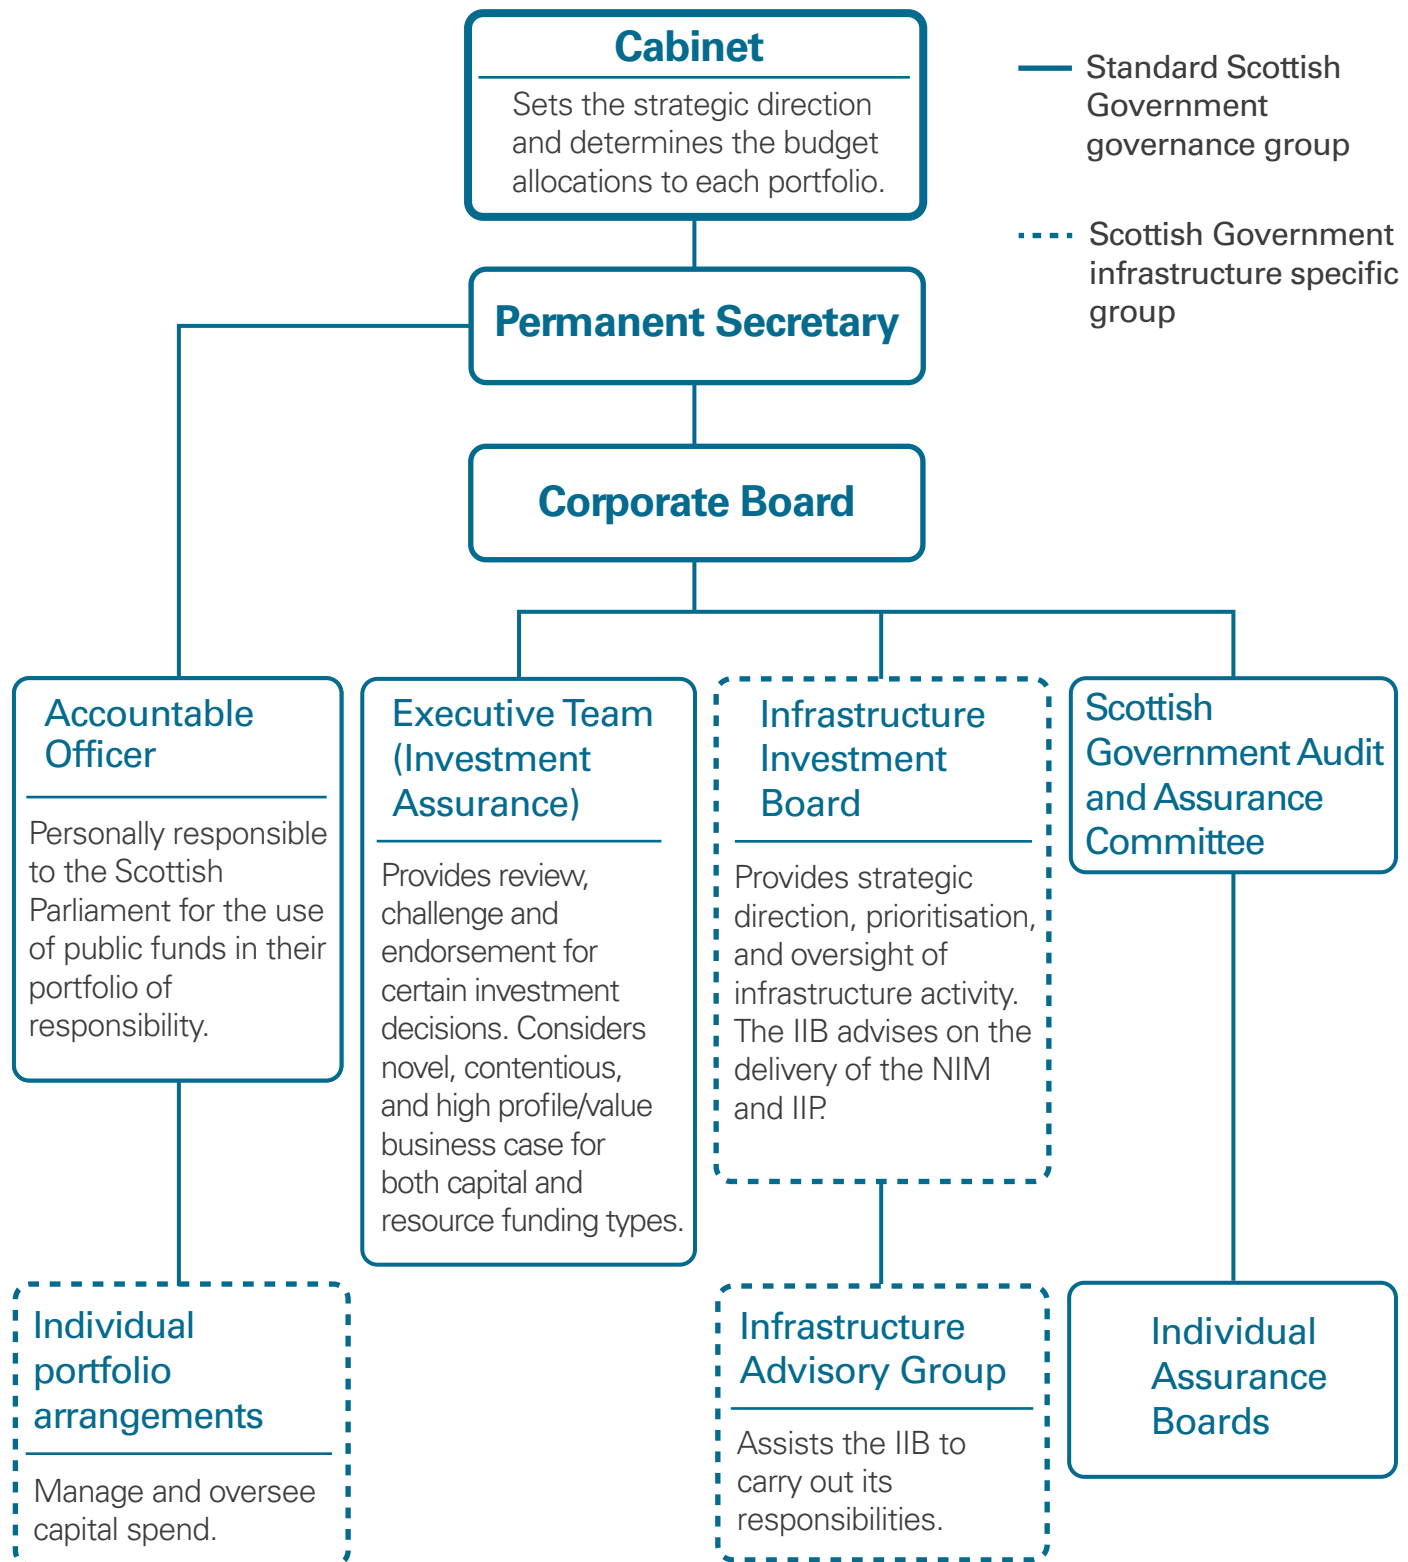 Cabinet
Sets the strategic direction
and determines the budget
allocations to each portfolio.
Standard Scottish
Government
governance group
Scottish Government
infrastructure specific
group
Permanent Secretary
Corporate Board
Accountable
Officer
Personally responsible
to the Scottish
Parliament for the use
of public funds in their
portfolio of
responsibility.
Executive Team
(Investment
Assurance)
Provides review,
challenge and
endorsement for
certain investment
decisions. Considers
novel, contentious,
and high profile/value
business case for
both capital and
resource funding types.
Infrastructure
Investment
Board
Provides strategic
direction, prioritisation,
and oversight of
infrastructure activity.
The IIB advises on the
delivery of the NIM
and IIP.
Scottish
Government Audit
and Assurance
Committee
Individual
portfolio
arrangements
Manage and oversee
capital spend.
Infrastructure
Advisory Group
Assists the IIB to
carry out its
responsibilities.
Individual
Assurance
Boards